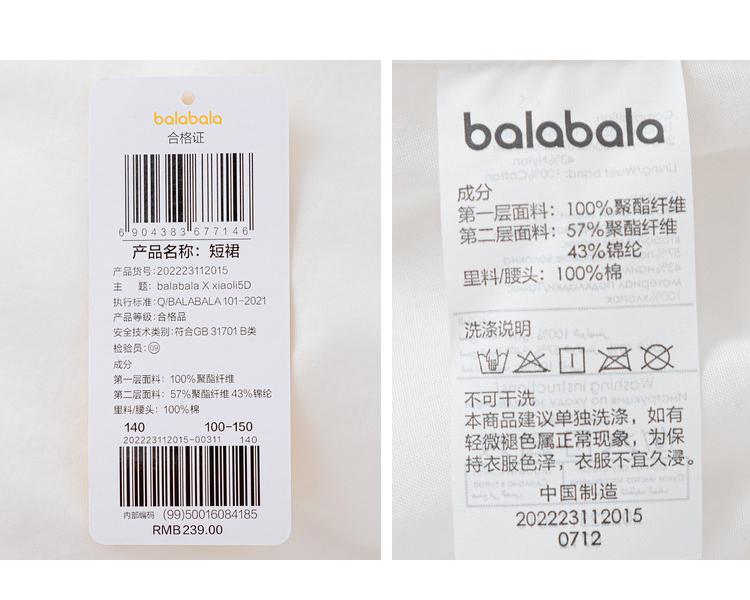 balabala
合格证
6 904383 677146
产品名称：短裙
产品货号：202223112015
主 题：balabala X xiaoli5D
执行标准：Q/BALABALA 101-2021
产品等级：合格品
安全技术类别：符合GB 31701 B类
检验员：09
成分
第一层面料：100%聚酯纤维
第二层面料：57%聚酯纤维 43%锦纶
里料/腰头：100%棉
140 100-150
202223112015-00311 140
内部编码 (99)50016084185
RMB239.00
balabala
成分
第一层面料：100%聚酯纤维
第二层面料：57%聚酯纤维
43%锦纶
里料/腰头：100%棉
洗涤说明
不可干洗
本商品建议单独洗涤，如有
轻微褪色属正常现象，为保
持衣服色泽，衣服不宜久浸。
中国制造
202223112015
0712